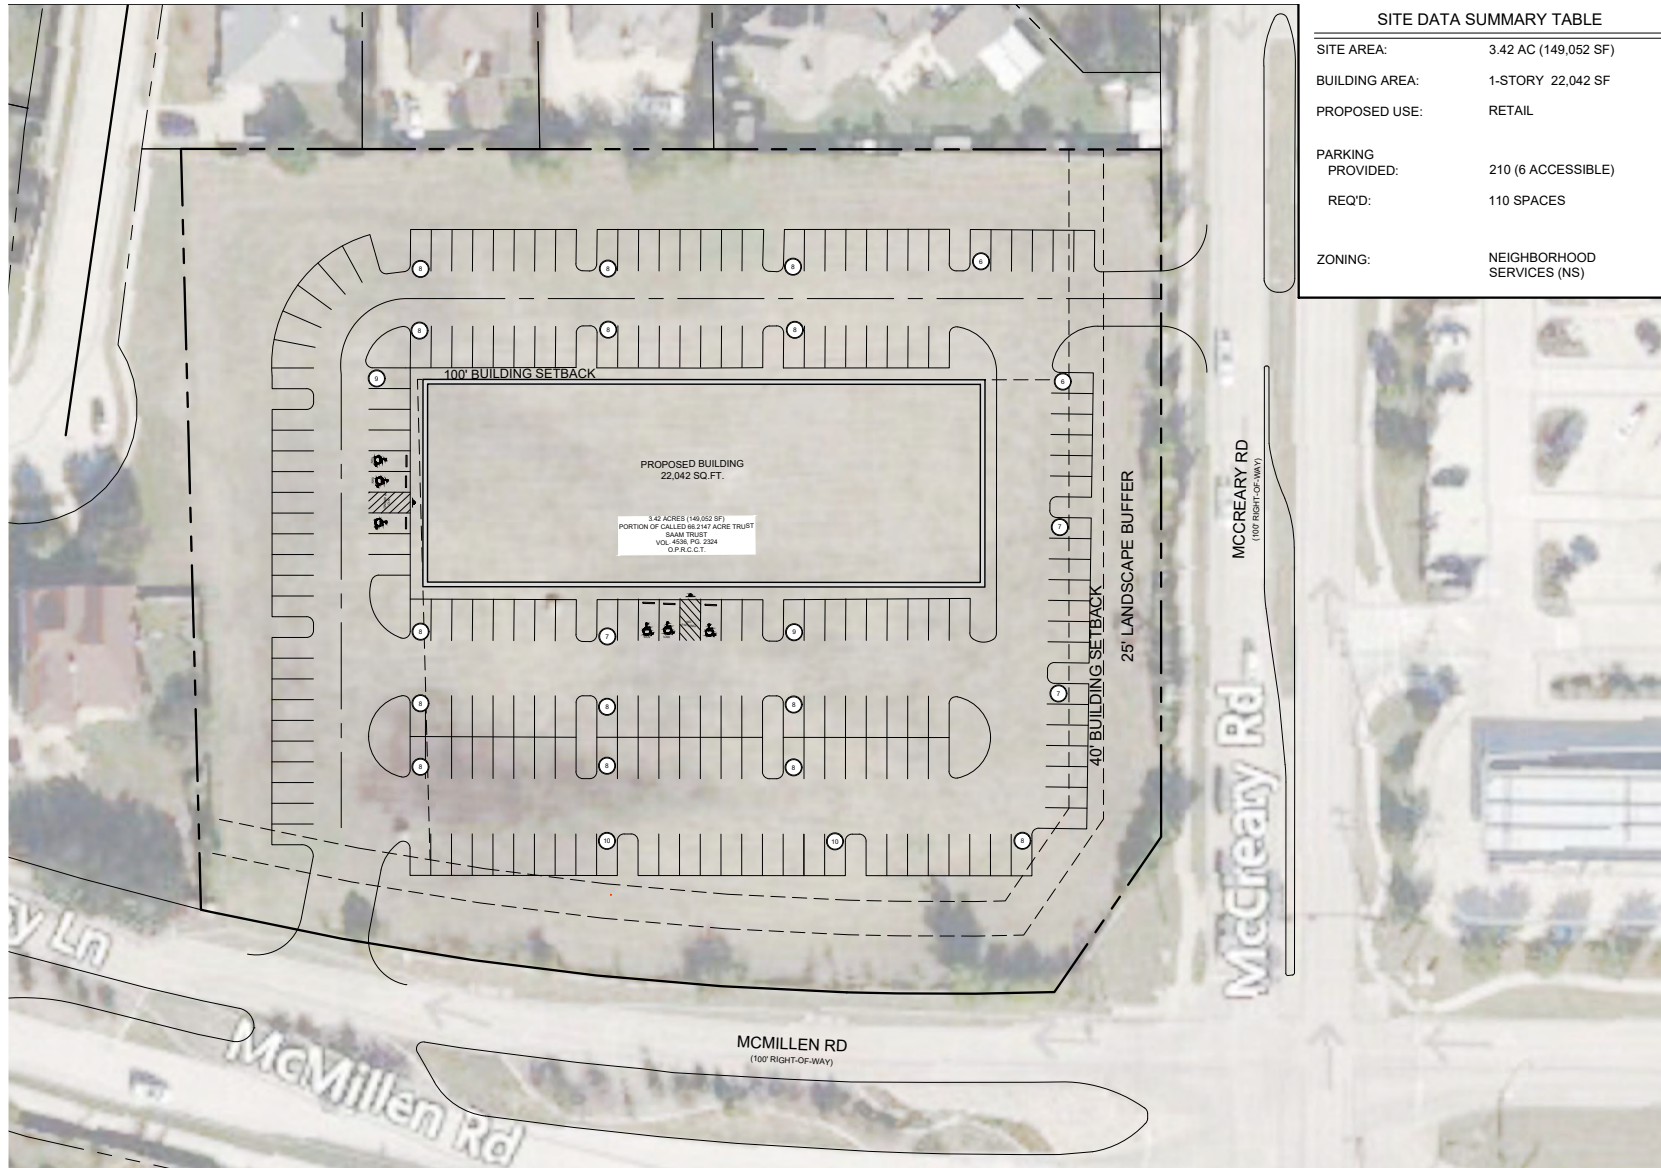 SITE DATA SUMMARY TABLE
SITE AREA: 3.42 AC (149,052 SF)
BUILDING AREA: 1-STORY 22,042 SF
PROPOSED USE: RETAIL
PARKING
PROVIDED: 210 (6 ACCESSIBLE)
REQ'D: 110 SPACES
ZONING: NEIGHBORHOOD
SERVICES (NS)
8 8 8 6
8 8 8
9
100' BUILDING SETBACK
6
PROPOSED BUILDING
22,042 SQ.FT.
3.42 ACRES (149,052 SF)
PORTION OF CALLED 66.2147 ACRE TRUST
SAAM TRUST
VOL. 4536, PG. 2324
O.P.R.C.C.T.
7
8 7 9
7
8 8 8
8 8 8
10 10 8
40' BUILDING SETBACK
25' LANDSCAPE BUFFER
MCCREARY RD
(100' RIGHT-OF-WAY)
McCreary Rd
y Ln
McMillen Rd
MCMILLEN RD
(100' RIGHT-OF-WAY)